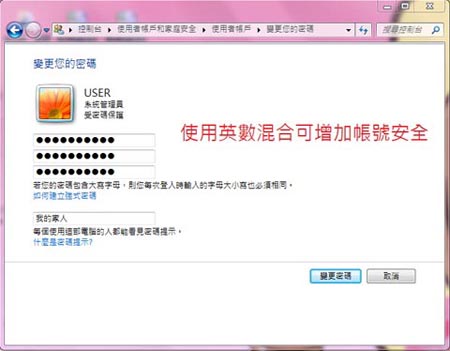 控制台 ▸ 使用者帳戶和家庭安全 ▸ 使用者帳戶 ▸ 變更您的密碼
搜尋控制台
變更您的密碼
USER
系統管理員
受密碼保護
使用英數混合可增加帳號安全
●●●●●●●●●●
●●●●●●●●●●
●●●●●●●●●●
若您的密碼包含大寫字母，則您每次登入時輸入的字母大小寫也必須相同。
如何建立強式密碼
我的家人
每個使用這部電腦的人都能看見密碼提示。
什麼是密碼提示?
變更密碼
取消